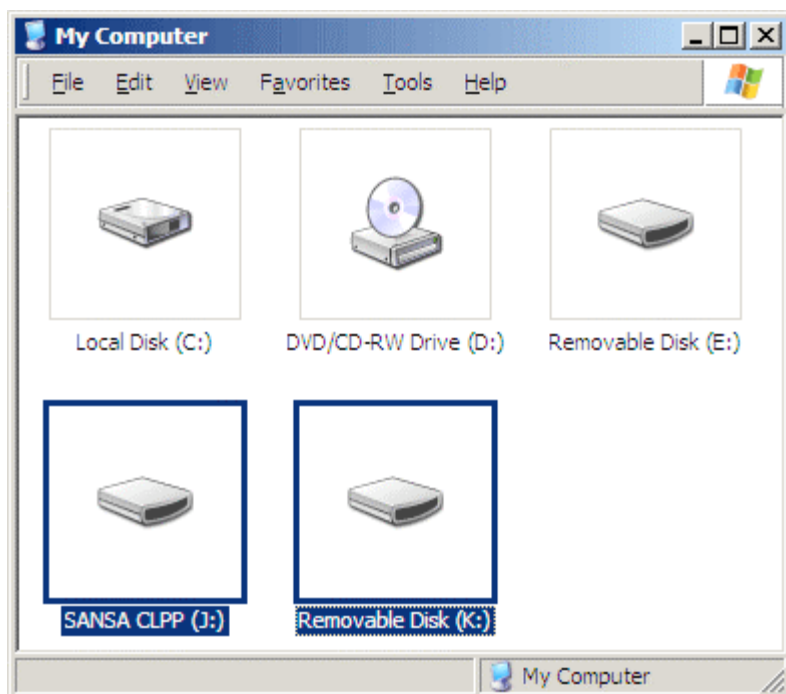 My Computer
File Edit View Favorites Tools Help
Local Disk (C:) DVD/CD-RW Drive (D:) Removable Disk (E:)
SANSA CLPP (J:) Removable Disk (K:)
My Computer